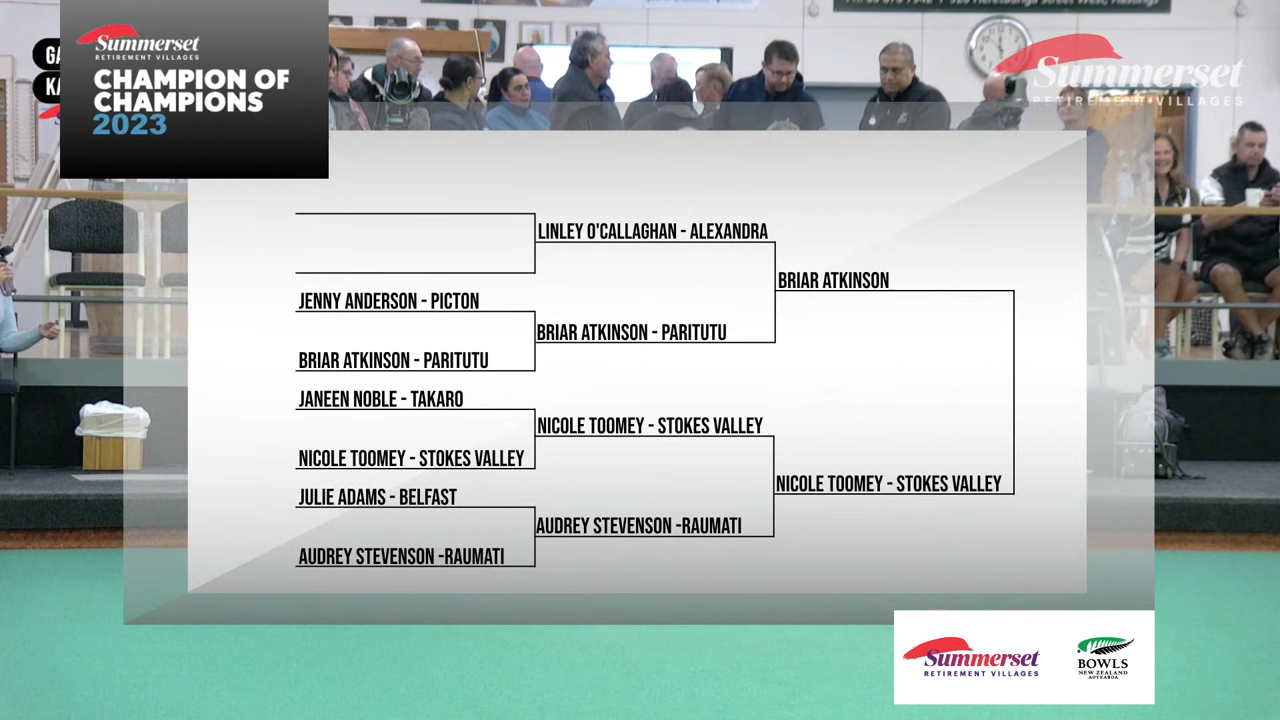 Summerset
RETIREMENT VILLAGES
CHAMPION OF
CHAMPIONS
2023
Summerset
RETIREMENT VILLAGES
LINLEY O'CALLAGHAN - ALEXANDRA
BRIAR ATKINSON
JENNY ANDERSON - PICTON
BRIAR ATKINSON - PARITUTU
BRIAR ATKINSON - PARITUTU
JANEEN NOBLE - TAKARO
NICOLE TOOMEY - STOKES VALLEY
NICOLE TOOMEY - STOKES VALLEY
NICOLE TOOMEY - STOKES VALLEY
JULIE ADAMS - BELFAST
AUDREY STEVENSON -RAUMATI
AUDREY STEVENSON -RAUMATI
Summerset
RETIREMENT VILLAGES
BOWLS
NEW ZEALAND
AOTEAROA